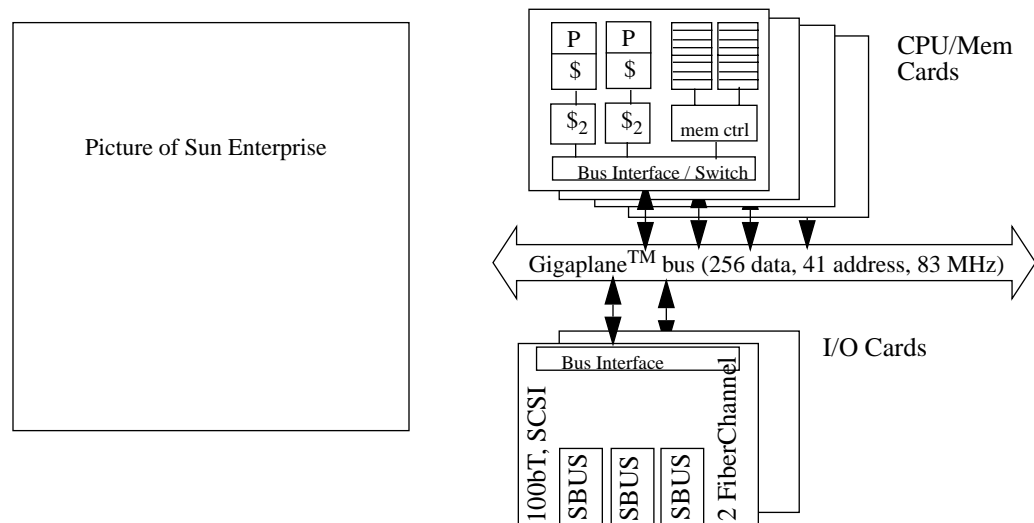 Picture of Sun Enterprise
P
P
$
$
$2
$2
mem ctrl
Bus Interface / Switch
CPU/Mem
Cards
Gigaplane™ bus (256 data, 41 address, 83 MHz)
I/O Cards
Bus Interface
100bT, SCSI
SBUS
SBUS
SBUS
2 FiberChannel